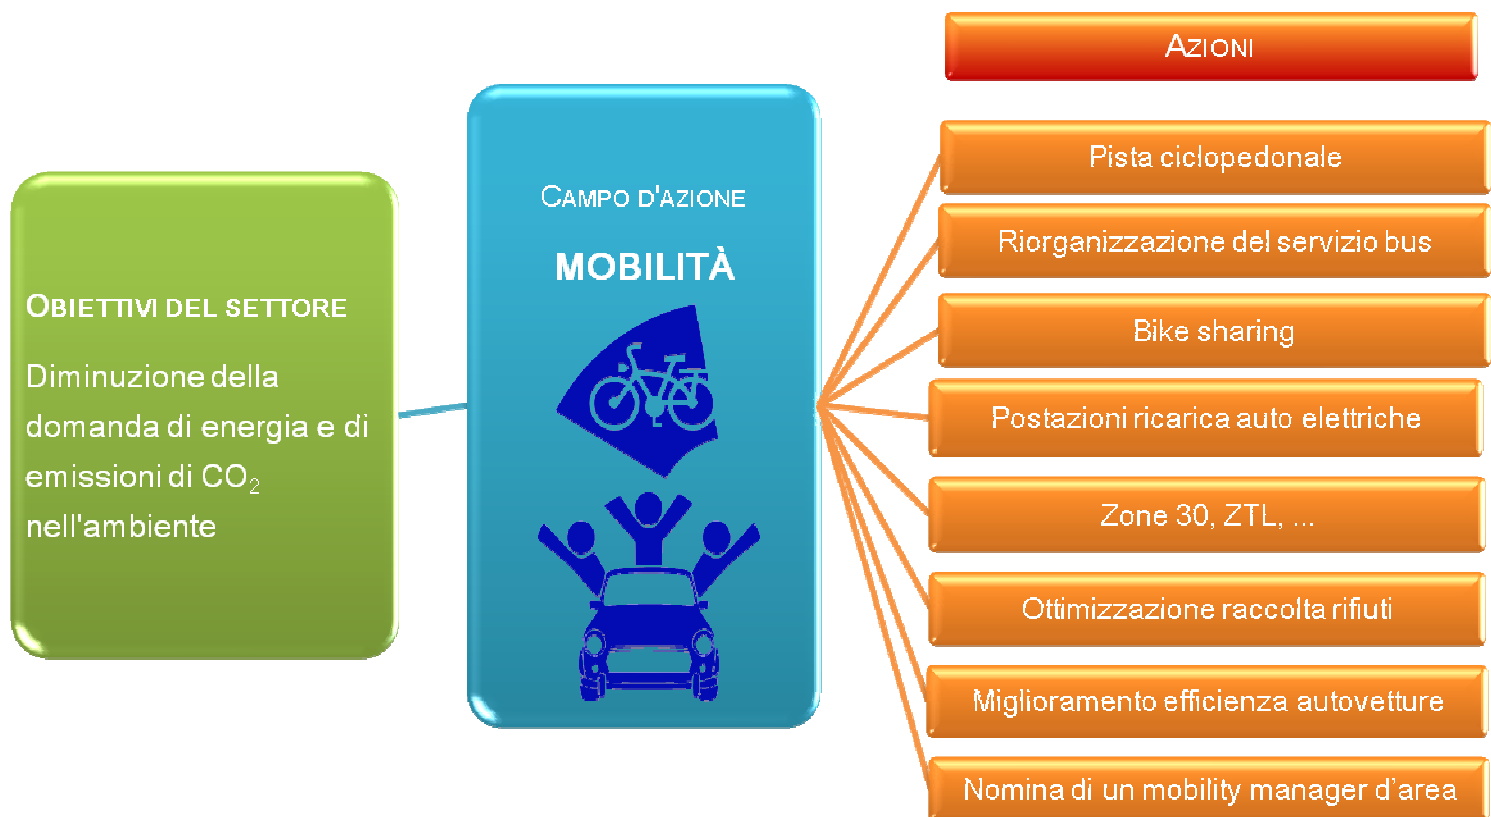 OBIETTIVI DEL SETTORE
Diminuzione della
domanda di energia e di
emissioni di CO₂
nell'ambiente
CAMPO D'AZIONE
MOBILITÀ
AZIONI
Pista ciclopedonale
Riorganizzazione del servizio bus
Bike sharing
Postazioni ricarica auto elettriche
Zone 30, ZTL, ...
Ottimizzazione raccolta rifiuti
Miglioramento efficienza autovetture
Nomina di un mobility manager d’area